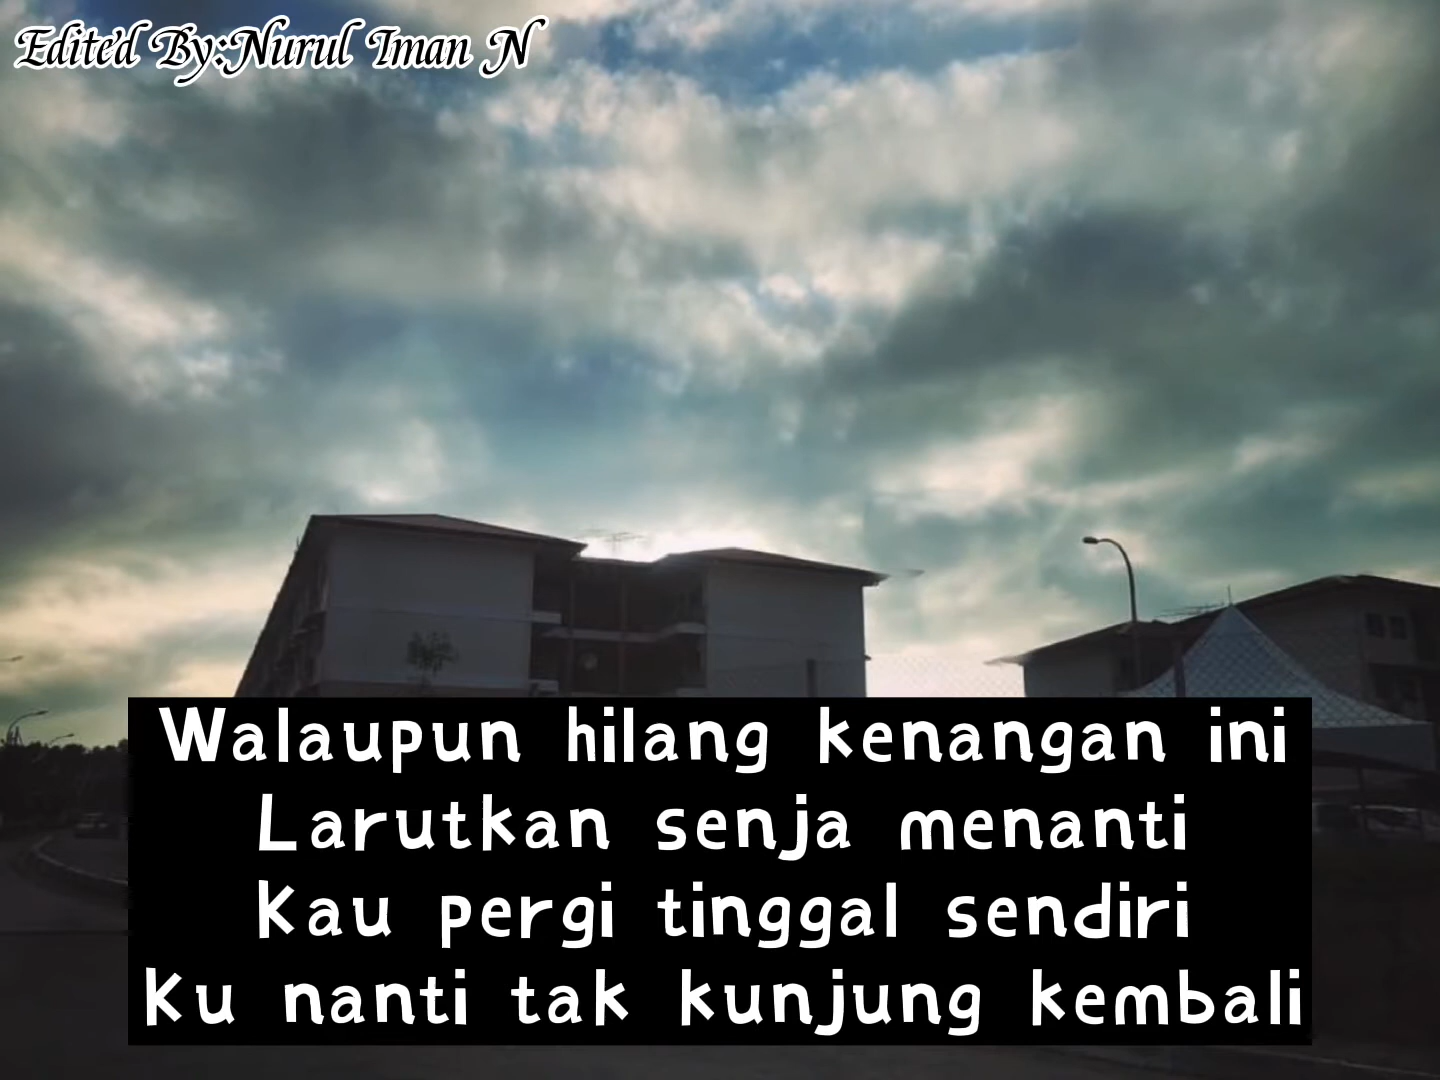 Edited By:Nurul Iman N
Walaupun hilang kenangan ini
Larutkan senja menanti
Kau pergi tinggal sendiri
Ku nanti tak kunjung kembali